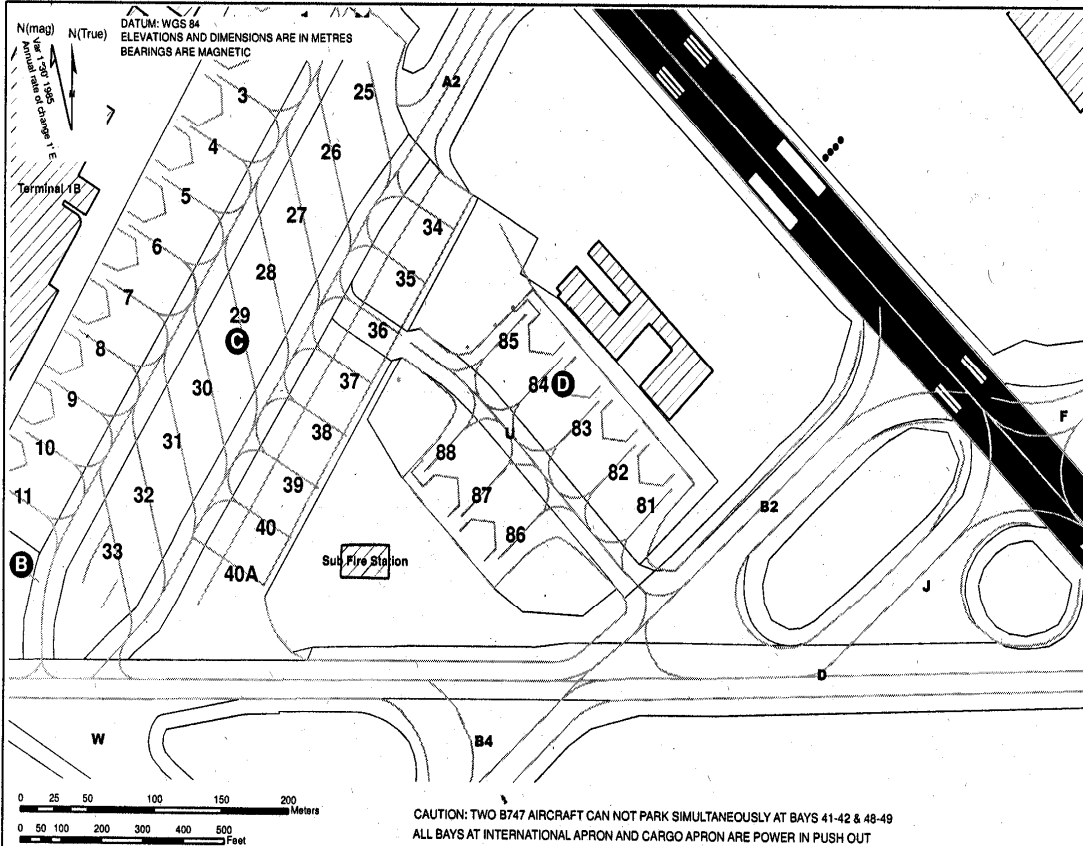 N(mag) N(True)
Var 1°30' 1985
Annual rate of change 1' E
DATUM: WGS 84
ELEVATIONS AND DIMENSIONS ARE IN METRES
BEARINGS ARE MAGNETIC
Terminal 1B
3
4
5
6
7
8
9
10
11
B
25
26
27
28
29
C
30
31
32
33
A2
34
35
36
37
38
39
40
40A
Sub Fire Station
85
84 D
83
82
81
U
88
87
86
B2
F
J
D
W
B4
0 25 50 100 150 200
Meters
0 50 100 200 300 400 500
Feet
CAUTION: TWO B747 AIRCRAFT CAN NOT PARK SIMULTANEOUSLY AT BAYS 41-42 & 48-49
ALL BAYS AT INTERNATIONAL APRON AND CARGO APRON ARE POWER IN PUSH OUT